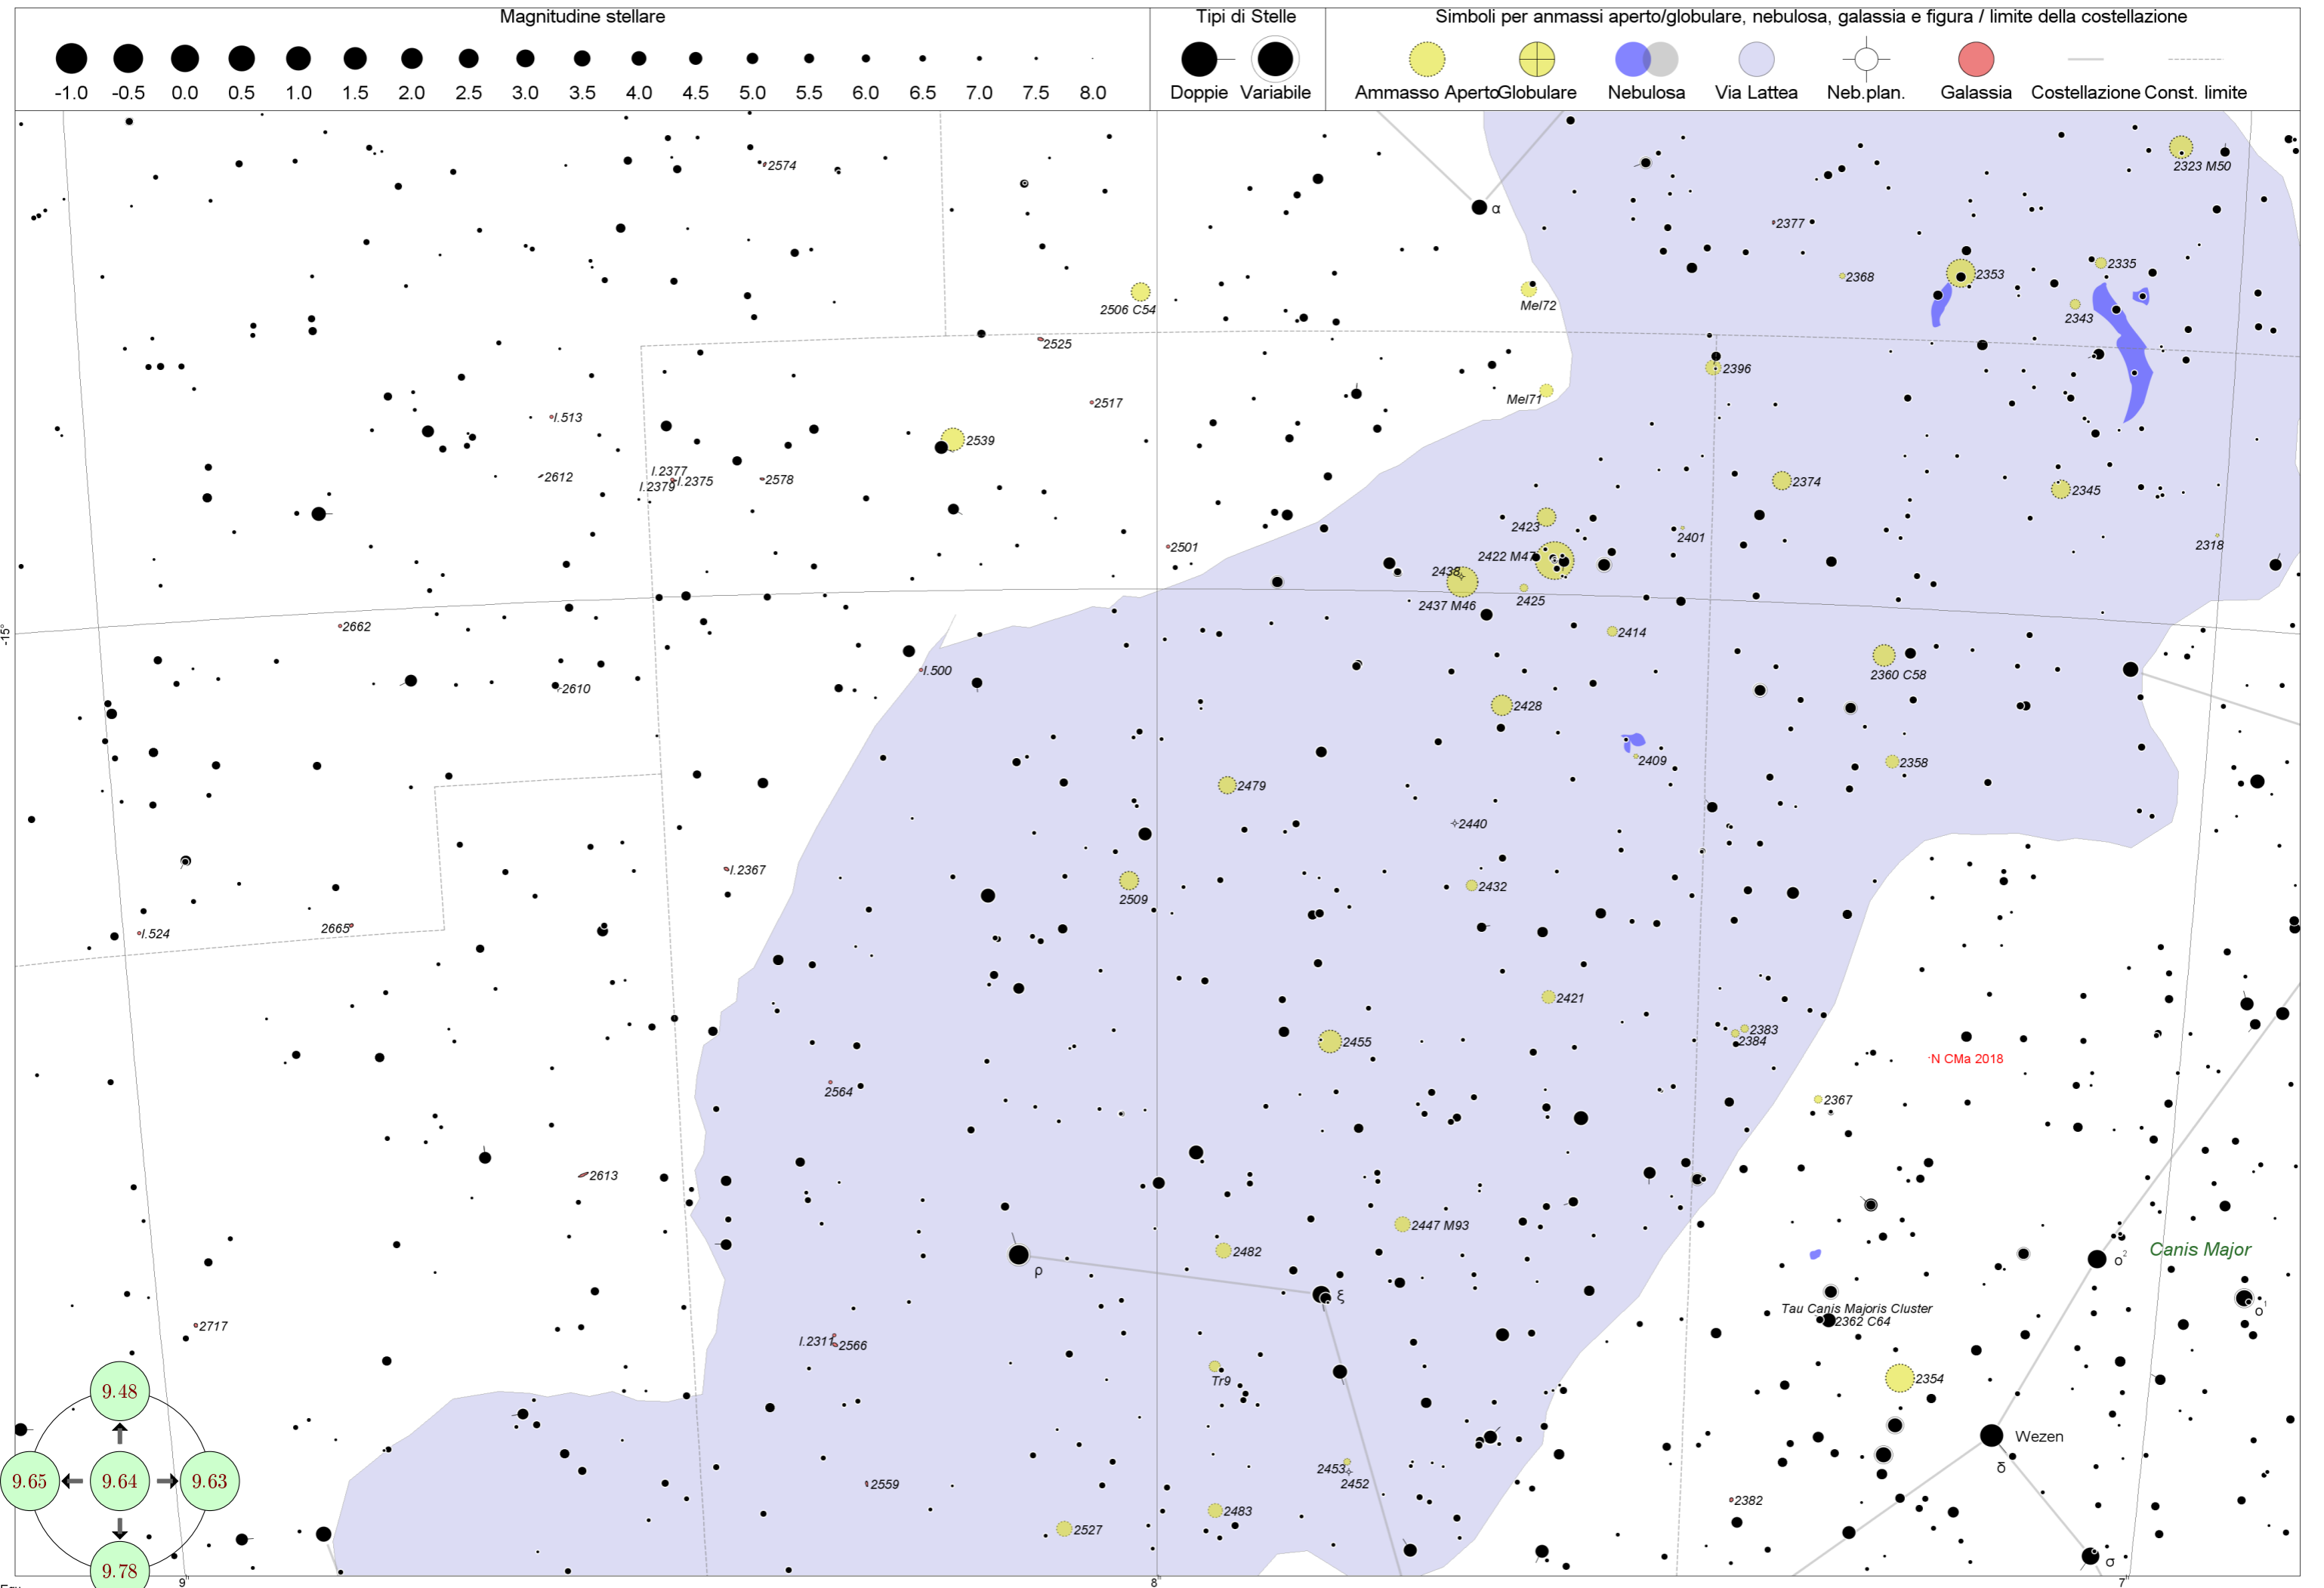 Magnitudine stellare
Tipi di Stelle
Simboli per anmassi aperto/globulare, nebulosa, galassia e figura / limite della costellazione
-1.0 -0.5 0.0 0.5 1.0 1.5 2.0 2.5 3.0 3.5 4.0 4.5 5.0 5.5 6.0 6.5 7.0 7.5 8.0
Doppie Variabile
Ammasso Aperto Globulare Nebulosa Via Lattea Neb.plan. Galassia Costellazione Const. limite
2574
2323 M50
α
2377
2335
2368
2353
2506 C54
Mel72
2343
2525
2396
Mel71
2517
I.513
2539
I.2377
2612
I.2379
I.2375
2578
2374
2345
2423
2401
2318
2501
2422 M47
2438
2437 M46
2425
-15°
2662
2414
I.500
2360 C58
2610
2428
2409
2358
2479
2440
I.2367
2432
2509
I.524
2665
2421
2383
2455
2384
N CMa 2018
2564
2367
2613
2447 M93
2482
Canis Major
ο2
ρ
ξ
Tau Canis Majoris Cluster
ο1
2717
2362 C64
I.2311
2566
Tr9
2354
9.48
Wezen
δ
2453
2452
9.65 9.64 9.63
2559
2382
2483
2527
9.78
σ
9h
8h
7h